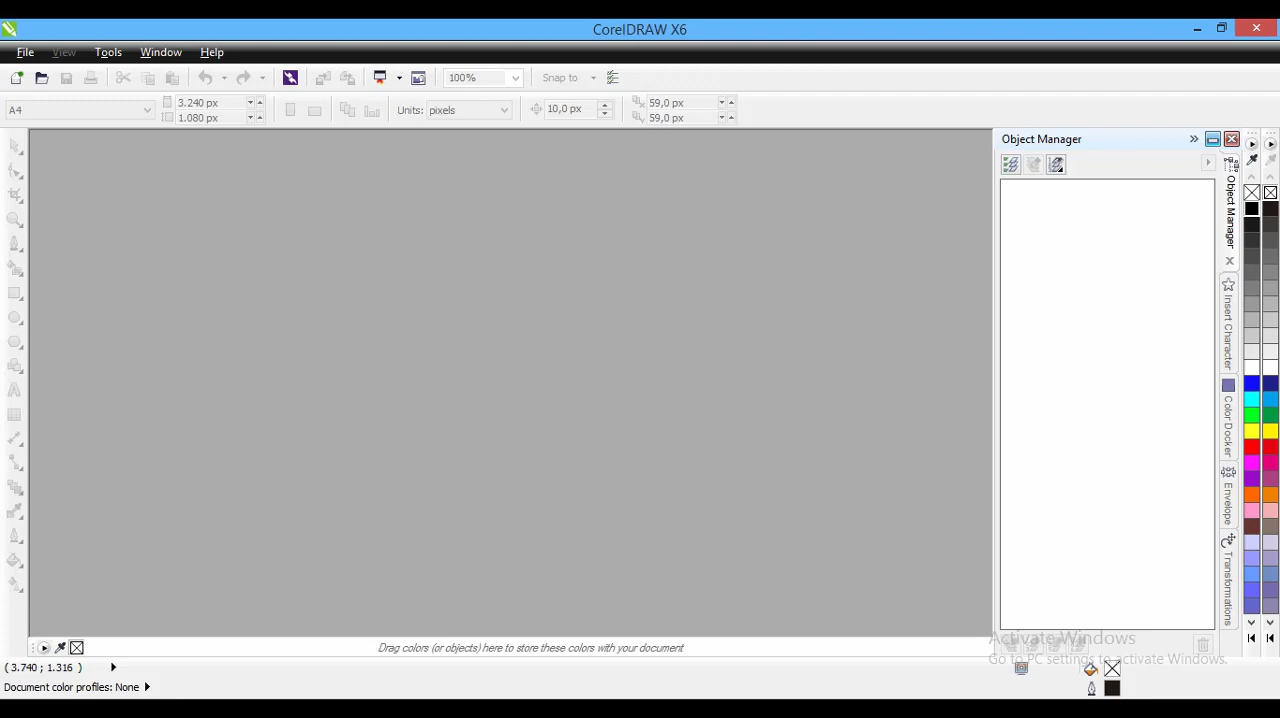 CorelDRAW X6
File View Tools Window Help
100% Snap to
A4 3.240 px 1.080 px Units: pixels 10,0 px 59,0 px 59,0 px
Object Manager
Object Manager
Insert Character
Color Docker
Envelope
Transformations
Drag colors (or objects) here to store these colors with your document
Activate Windows
Go to PC settings to activate Windows.
( 3.740 ; 1.316 )
Document color profiles: None